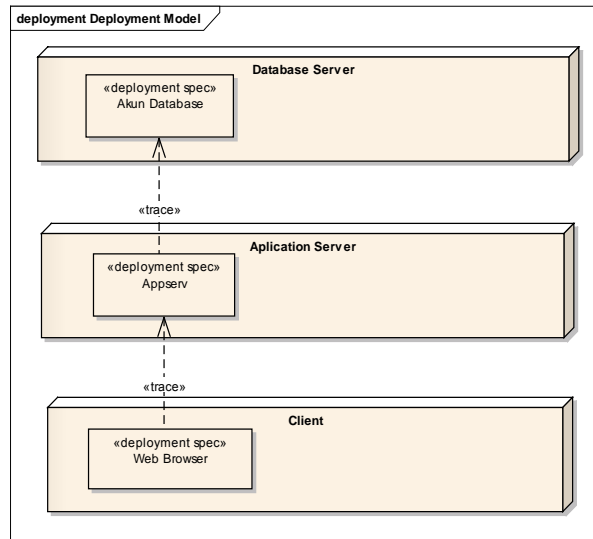 deployment Deployment Model
Database Server
«deployment spec»
Akun Database
«trace»
Aplication Server
«deployment spec»
Appserv
«trace»
Client
«deployment spec»
Web Browser